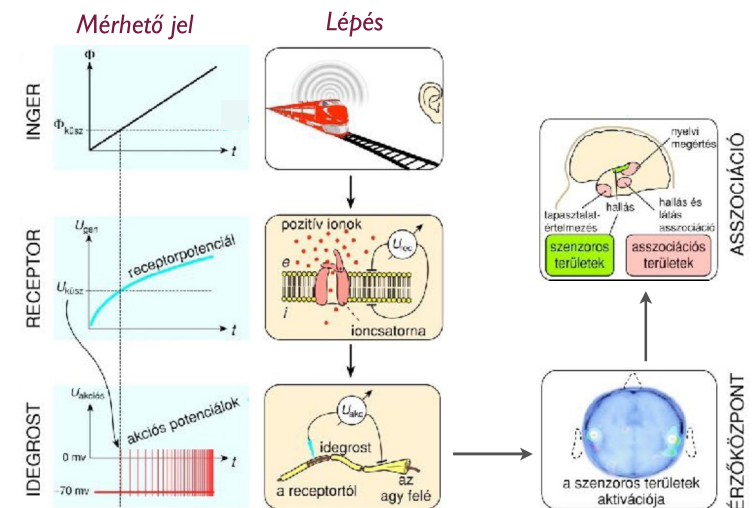 Mérhető jel
Lépés
INGER
Φ
Φküsz
t
RECEPTOR
Ugen
receptorpotenciál
Uküsz
t
pozitív ionok
Urec
e
i
ioncsatorna
IDEGROST
Uakciós
akciós potenciálok
0 mv
t
-70 mv
Uakc
idegrost
a receptortól
az
agy felé
ASSZOCIÁCIÓ
nyelvi
megértés
hallás
hallás és
látás
asszociáció
tapasztalat-
értelmezés
szenzoros
területek
asszociációs
területek
ÉRZŐKÖZPONT
a szenzoros területek
aktivációja